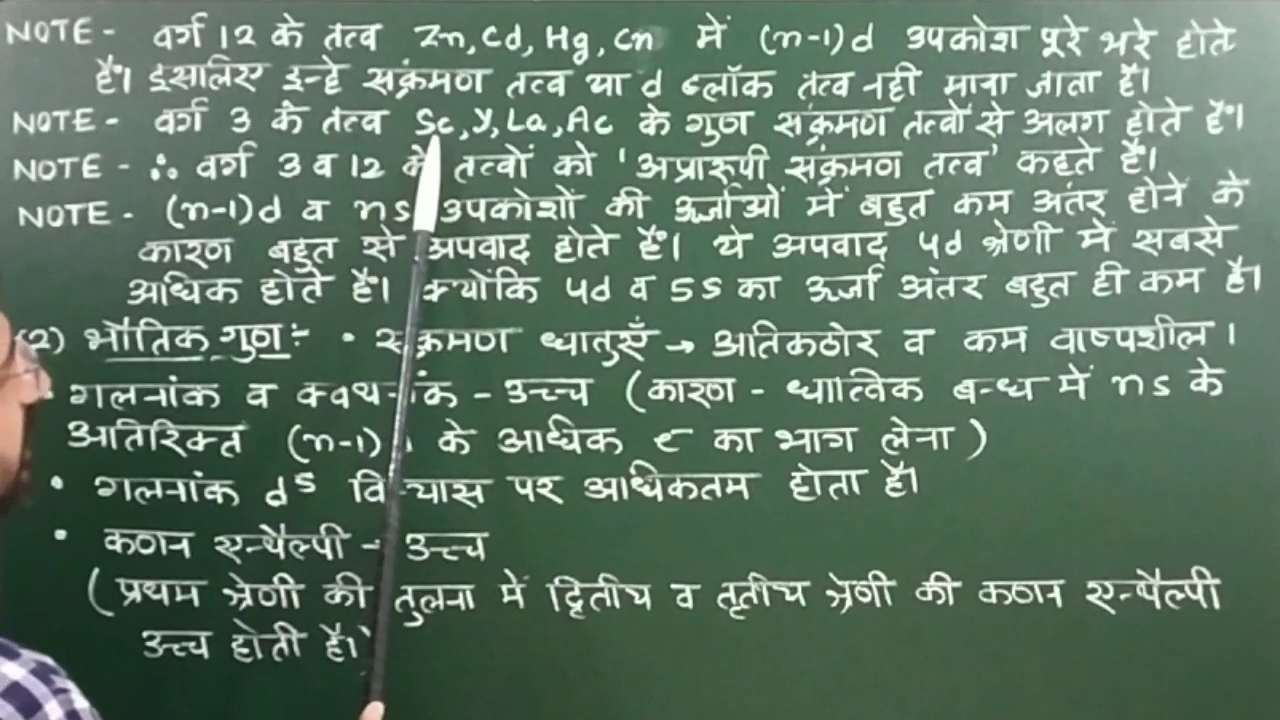 NOTE - वर्ग 12 के तत्व Zn, Cd, Hg, Cn में (n-1)d उपकोश पूरे भरे होते
हैं। इसलिए इन्हे संक्रमण तत्व या d ब्लॉक तत्व नही माना जाता है।
NOTE - वर्ग 3 के तत्व Sc, Y, La, Ac के गुण संक्रमण तत्वों से अलग होते हैं।
NOTE - ∴ वर्ग 3 व 12 के तत्वों को 'अप्रारूपी संक्रमण तत्व' कहते हैं।
NOTE - (n-1)d व ns उपकोशों की ऊर्जाओं में बहुत कम अंतर होने के
कारण बहुत से अपवाद होते हैं। ये अपवाद 4d श्रेणी में सबसे
अधिक होते हैं। क्योंकि 4d व 5s का ऊर्जा अंतर बहुत ही कम है।
(2) भौतिक गुण :- • संक्रमण धातुएँ → अतिकठोर व कम वाष्पशील।
• गलनांक व क्वथनांक - उच्च (कारण - धात्विक बन्ध में ns के
अतिरिक्त (n-1) के अधिक e⁻ का भाग लेना)
• गलनांक d⁵ विन्यास पर अधिकतम होता है।
• कणन एन्थैल्पी - उच्च
(प्रथम श्रेणी की तुलना में द्वितीय व तृतीय श्रेणी की कणन एन्थैल्पी
उच्च होती है।)